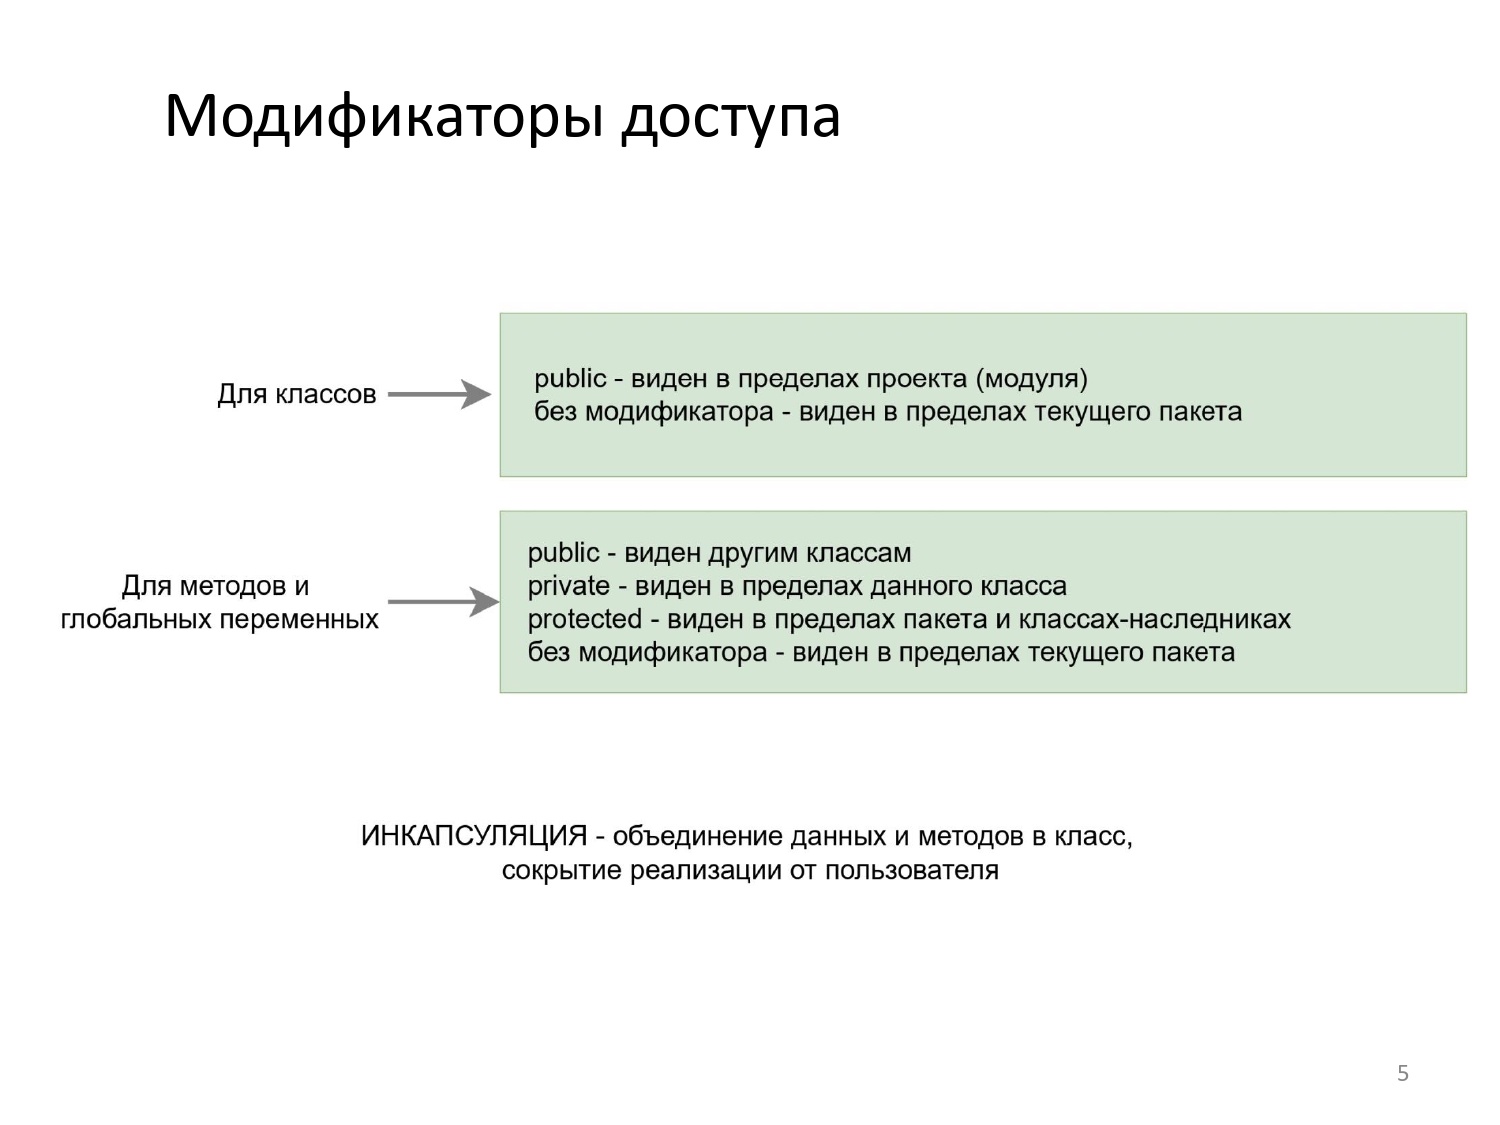 Модификаторы доступа
Для классов
public - виден в пределах проекта (модуля)
без модификатора - виден в пределах текущего пакета
Для методов и
глобальных переменных
public - виден другим классам
private - виден в пределах данного класса
protected - виден в пределах пакета и классах-наследниках
без модификатора - виден в пределах текущего пакета
ИНКАПСУЛЯЦИЯ - объединение данных и методов в класс,
сокрытие реализации от пользователя
5